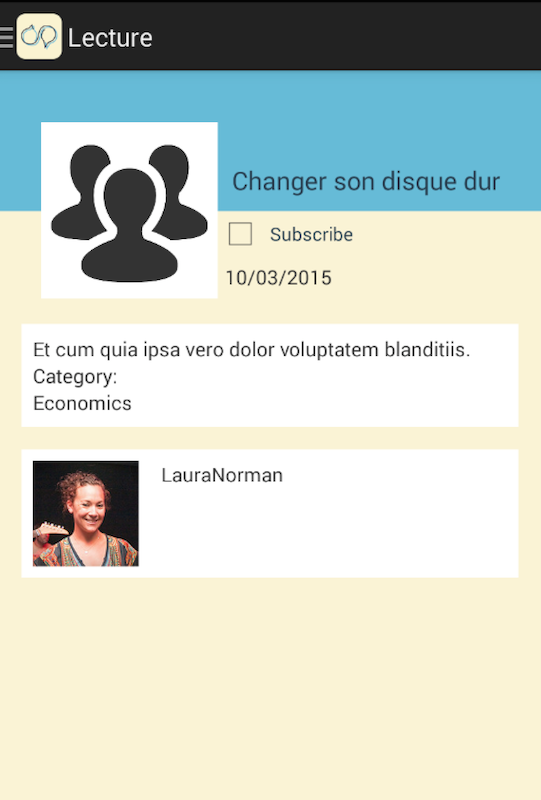 Lecture
Changer son disque dur
Subscribe
10/03/2015
Et cum quia ipsa vero dolor voluptatem blanditiis.
Category:
Economics
LauraNorman